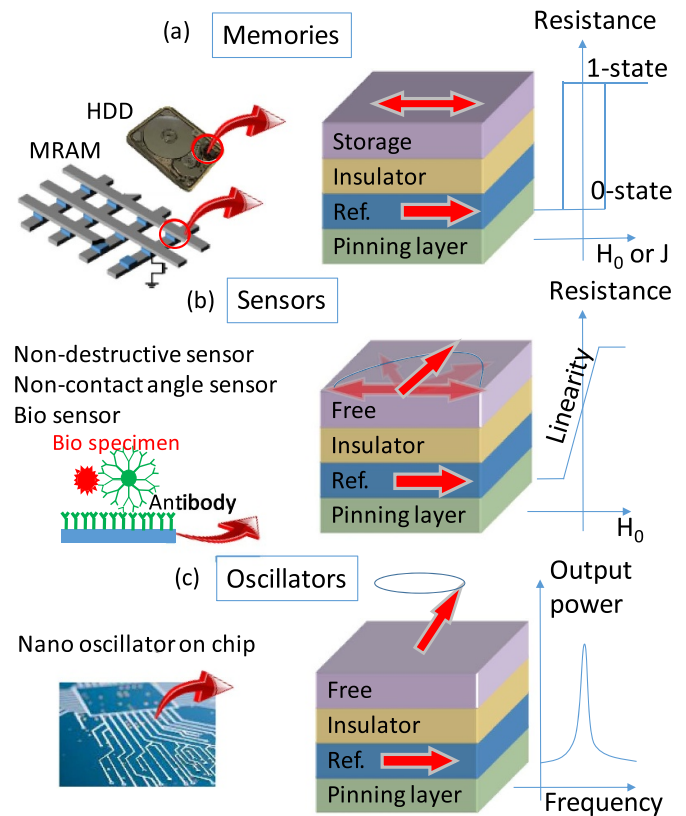 (a) Memories
HDD
MRAM
Storage
Insulator
Ref.
Pinning layer
Resistance
1-state
0-state
H₀ or J
(b) Sensors
Non-destructive sensor
Non-contact angle sensor
Bio sensor
Bio specimen
Antibody
Free
Insulator
Ref.
Pinning layer
Resistance
Linearity
H₀
(c) Oscillators
Nano oscillator on chip
Free
Insulator
Ref.
Pinning layer
Output
power
Frequency